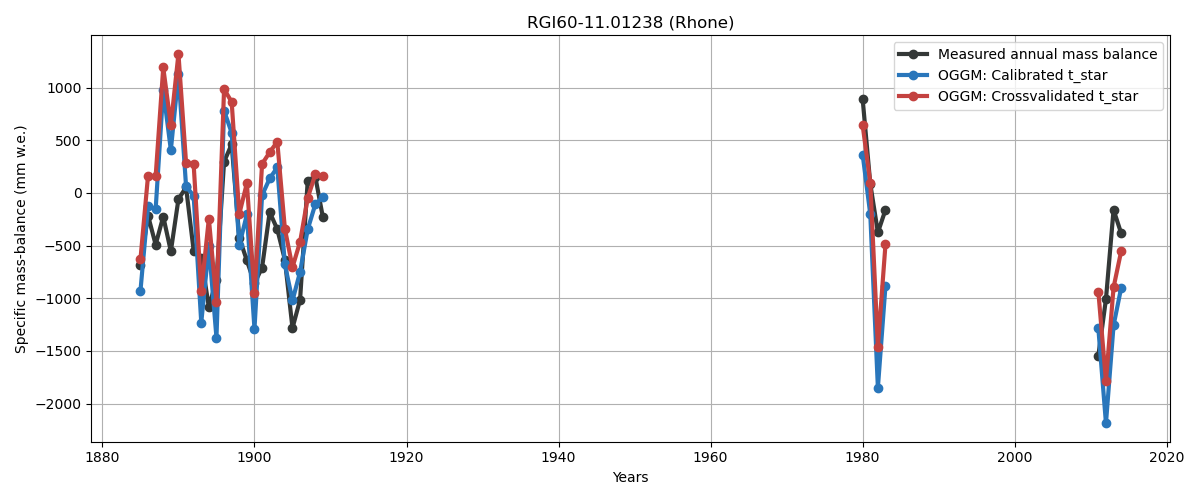 RGI60-11.01238 (Rhone)
Measured annual mass balance
OGGM: Calibrated t_star
OGGM: Crossvalidated t_star
Specific mass-balance (mm w.e.)
1000
500
0
−500
−1000
−1500
−2000
1880 1900 1920 1940 1960 1980 2000 2020
Years